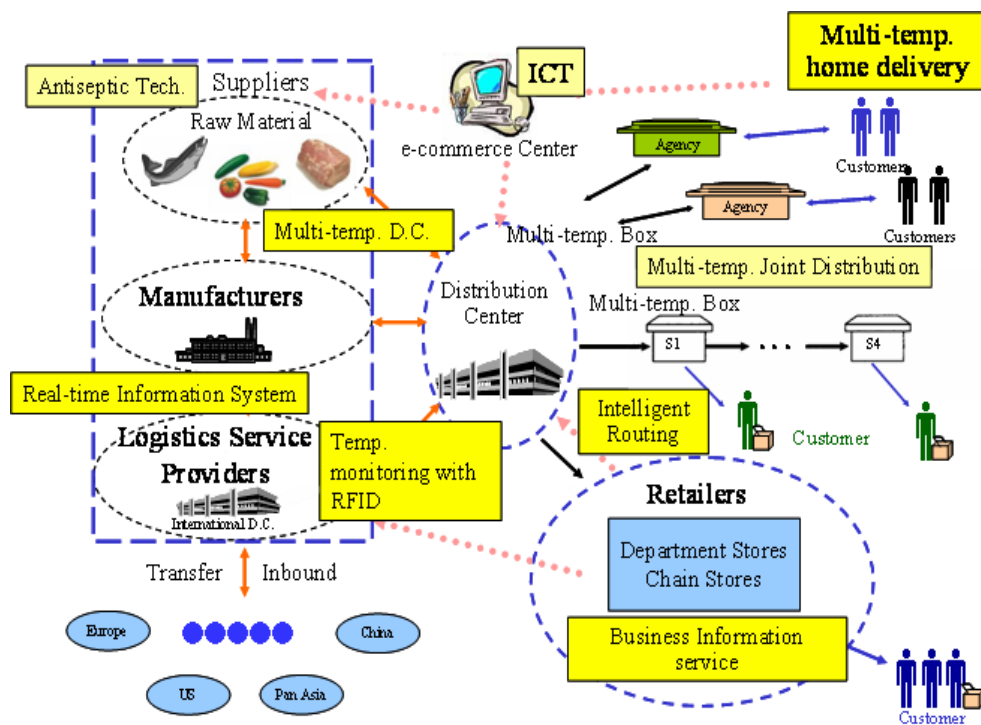 Multi-temp.
home delivery
ICT
Antiseptic Tech.
Suppliers
Raw Material
e-commerce Center
Agency
Customer
Agency
Customers
Multi-temp. D.C.
Multi-temp. Box
Multi-temp. Joint Distribution
Manufacturers
Distribution
Center
Multi-temp. Box
S1
...
S4
Real-time Information System
Intelligent
Routing
Customer
Logistics Service
Providers
International D.C.
Temp.
monitoring with
RFID
Retailers
Department Stores
Chain Stores
Transfer
Inbound
Business Information
service
Europe
China
US
Pan Asia
Customer